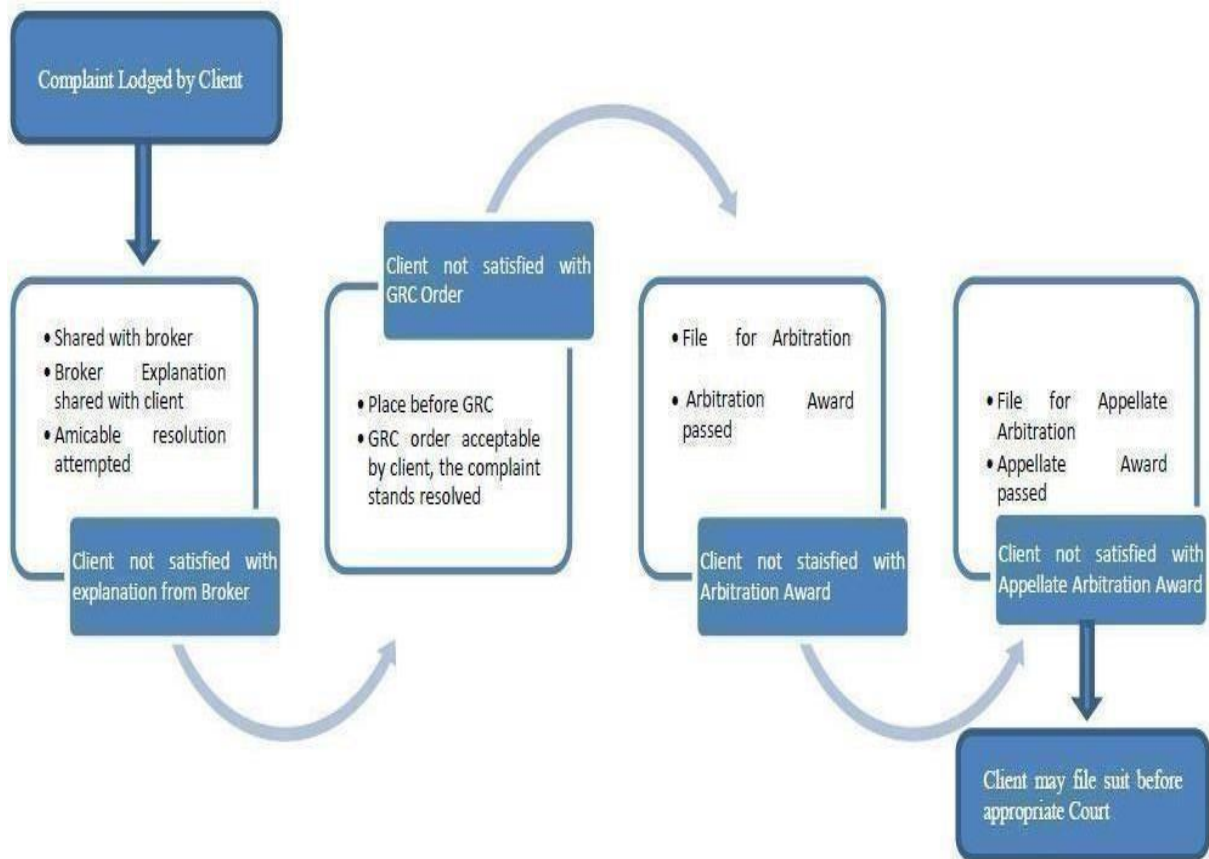 Complaint Lodged by Client
• Shared with broker
• Broker Explanation
shared with client
• Amicable resolution
attempted
Client not satisfied with
explanation from Broker
Client not satisfied with
GRC Order
• Place before GRC
• GRC order acceptable
by client, the complaint
stands resolved
• File for Arbitration
• Arbitration Award
passed
Client not staisfied with
Arbitration Award
• File for Appellate
Arbitration
• Appellate Award
passed
Client not satisfied with
Appellate Arbitration Award
Client may file suit before
appropriate Court